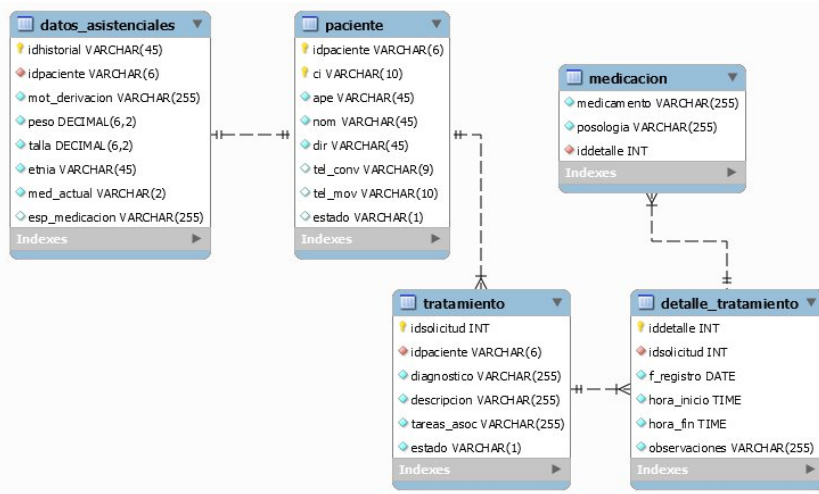 datos_asistenciales
idhistorial VARCHAR(45)
idpaciente VARCHAR(6)
mot_derivacion VARCHAR(255)
peso DECIMAL(6,2)
talla DECIMAL(6,2)
etnia VARCHAR(45)
med_actual VARCHAR(2)
esp_medicacion VARCHAR(255)
Indexes
paciente
idpaciente VARCHAR(6)
ci VARCHAR(10)
ape VARCHAR(45)
nom VARCHAR(45)
dir VARCHAR(45)
tel_conv VARCHAR(9)
tel_mov VARCHAR(10)
estado VARCHAR(1)
Indexes
medicacion
medicamento VARCHAR(255)
posologia VARCHAR(255)
iddetalle INT
Indexes
tratamiento
idsolicitud INT
idpaciente VARCHAR(6)
diagnostico VARCHAR(255)
descripcion VARCHAR(255)
tareas_asoc VARCHAR(255)
estado VARCHAR(1)
Indexes
detalle_tratamiento
iddetalle INT
idsolicitud INT
f_registro DATE
hora_inicio TIME
hora_fin TIME
observaciones VARCHAR(255)
Indexes